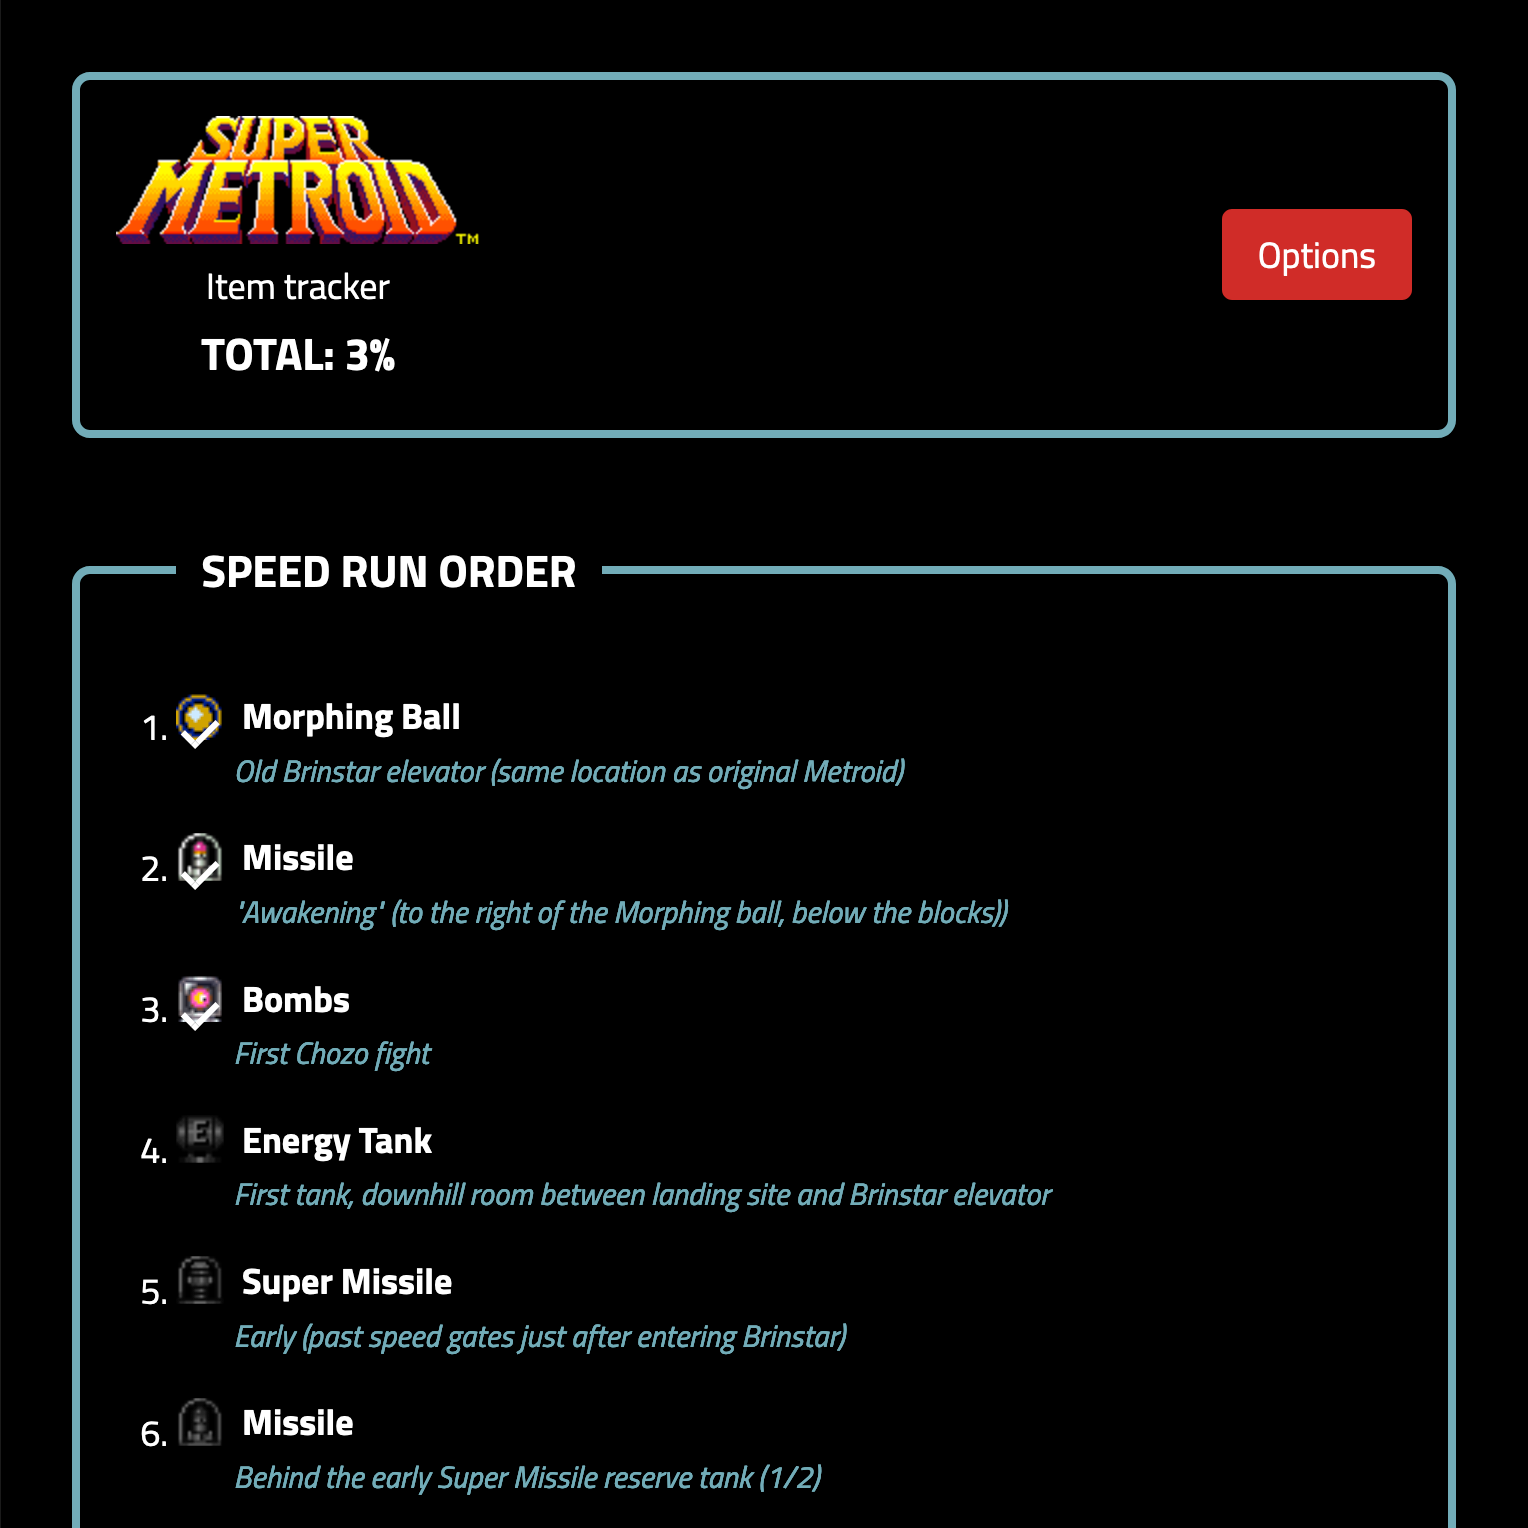 SUPER
METROID™
Item tracker
TOTAL: 3%
Options
SPEED RUN ORDER
1. Morphing Ball
Old Brinstar elevator (same location as original Metroid)
2. Missile
'Awakening' (to the right of the Morphing ball, below the blocks))
3. Bombs
First Chozo fight
4. E Energy Tank
First tank, downhill room between landing site and Brinstar elevator
5. Super Missile
Early (past speed gates just after entering Brinstar)
6. Missile
Behind the early Super Missile reserve tank (1/2)